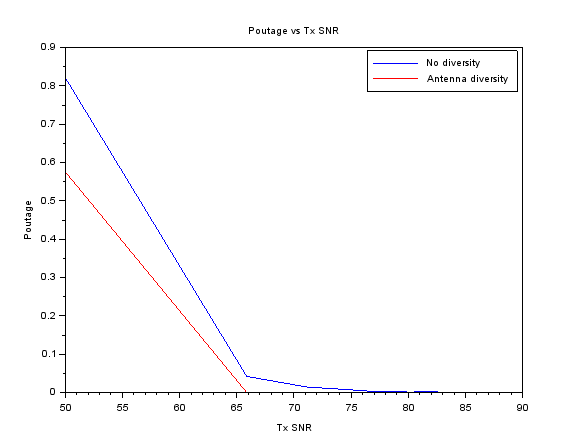 Poutage vs Tx SNR
No diversity
Antenna diversity
Poutage
0.9
0.8
0.7
0.6
0.5
0.4
0.3
0.2
0.1
0
50 55 60 65 70 75 80 85 90
Tx SNR